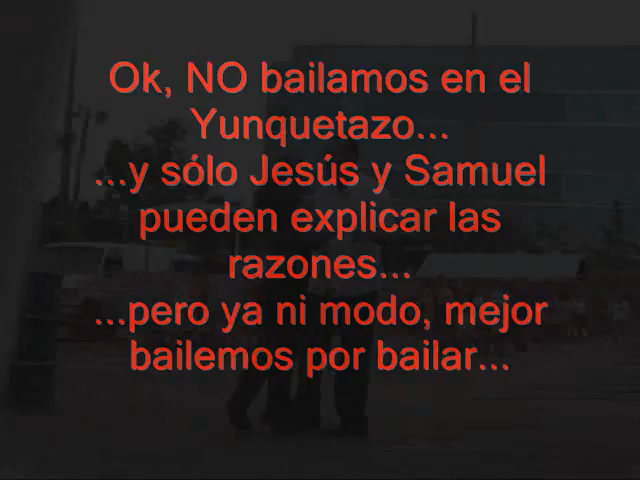 Ok, NO bailamos en el
Yunquetazo...
...y sólo Jesús y Samuel
pueden explicar las
razones...
...pero ya ni modo, mejor
bailemos por bailar...